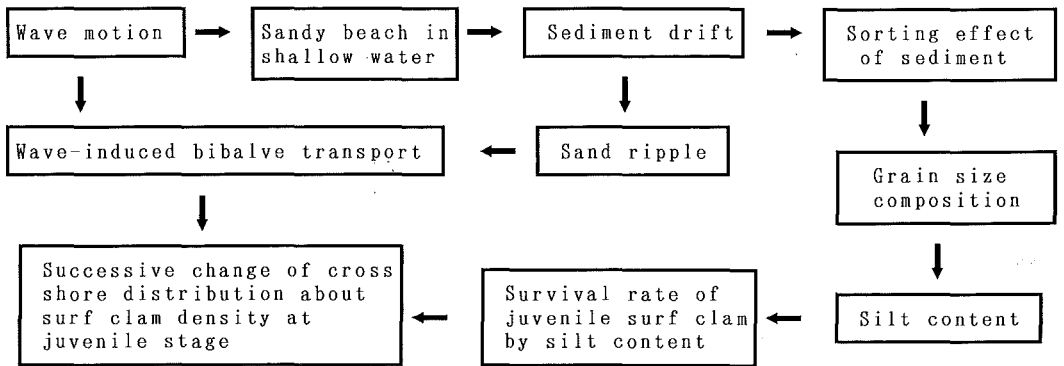 Wave motion
Sandy beach in
shallow water
Sediment drift
Sorting effect
of sediment
Wave-induced bibalve transport
Sand ripple
Grain size
composition
Successive change of cross
shore distribution about
surf clam density at
juvenile stage
Survival rate of
juvenile surf clam
by silt content
Silt content